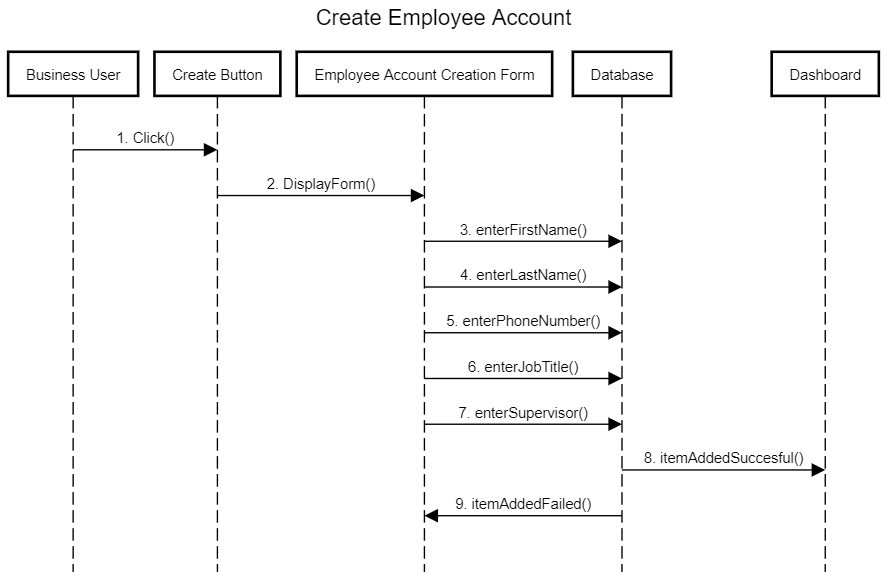 Create Employee Account
Business User
Create Button
Employee Account Creation Form
Database
Dashboard
1. Click()
2. DisplayForm()
3. enterFirstName()
4. enterLastName()
5. enterPhoneNumber()
6. enterJobTitle()
7. enterSupervisor()
8. itemAddedSuccesful()
9. itemAddedFailed()